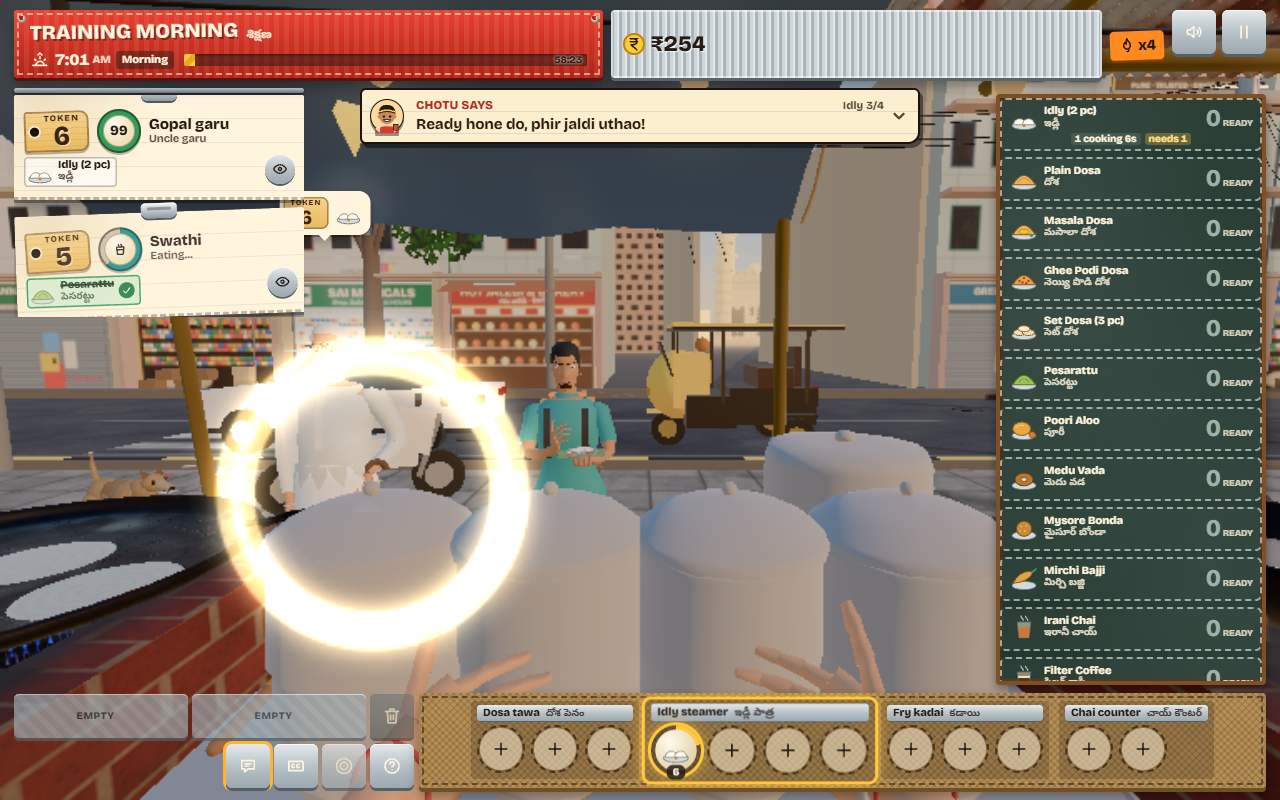 TRAINING MORNING శిక్షణ
7:01 AM Morning 58:23
₹254
x4
TOKEN
6
99
Gopal garu
Uncle garu
Idly (2 pc)
ఇడ్లీ
TOKEN
6
TOKEN
5
Swathi
Eating...
Pesarattu
పెసరట్టు
CHOTU SAYS
Idly 3/4
Ready hone do, phir jaldi uthao!
Idly (2 pc)
ఇడ్లీ
0 READY
1 cooking 6s needs 1
Plain Dosa
దోశ
0 READY
Masala Dosa
మసాలా దోశ
0 READY
Ghee Podi Dosa
నెయ్యి పొడి దోశ
0 READY
Set Dosa (3 pc)
సెట్ దోశ
0 READY
Pesarattu
పెసరట్టు
0 READY
Poori Aloo
పూరీ
0 READY
Medu Vada
మెదు వడ
0 READY
Mysore Bonda
మైసూర్ బోండా
0 READY
Mirchi Bajji
మిర్చి బజ్జి
0 READY
Irani Chai
ఇరానీ చాయ్
0 READY
Filter Coffee
EMPTY
EMPTY
Dosa tawa దోశ పెనం
Idly steamer ఇడ్లీ పాత్ర
6
Fry kadai కడాయి
Chai counter చాయ్ కౌంటర్